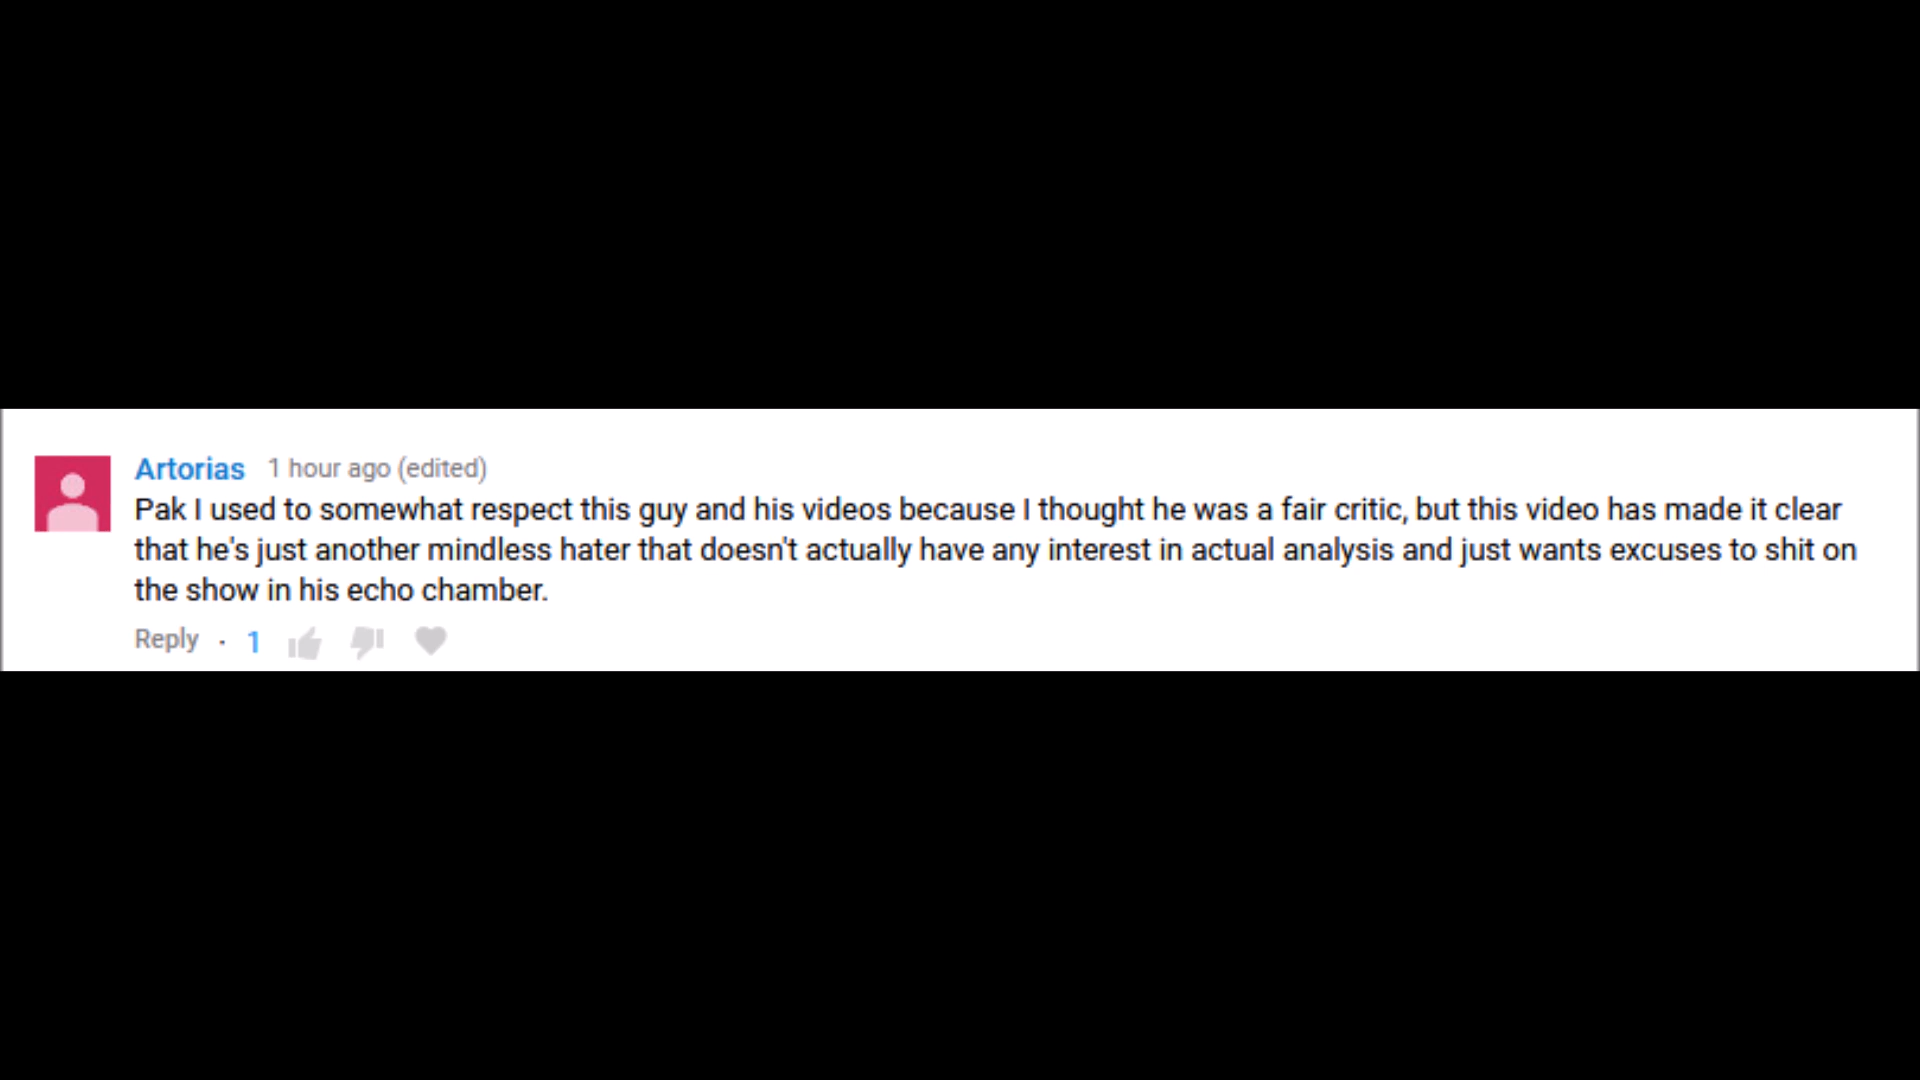 Artorias 1 hour ago (edited)
Pak I used to somewhat respect this guy and his videos because I thought he was a fair critic, but this video has made it clear
that he's just another mindless hater that doesn't actually have any interest in actual analysis and just wants excuses to shit on
the show in his echo chamber.
Reply · 1